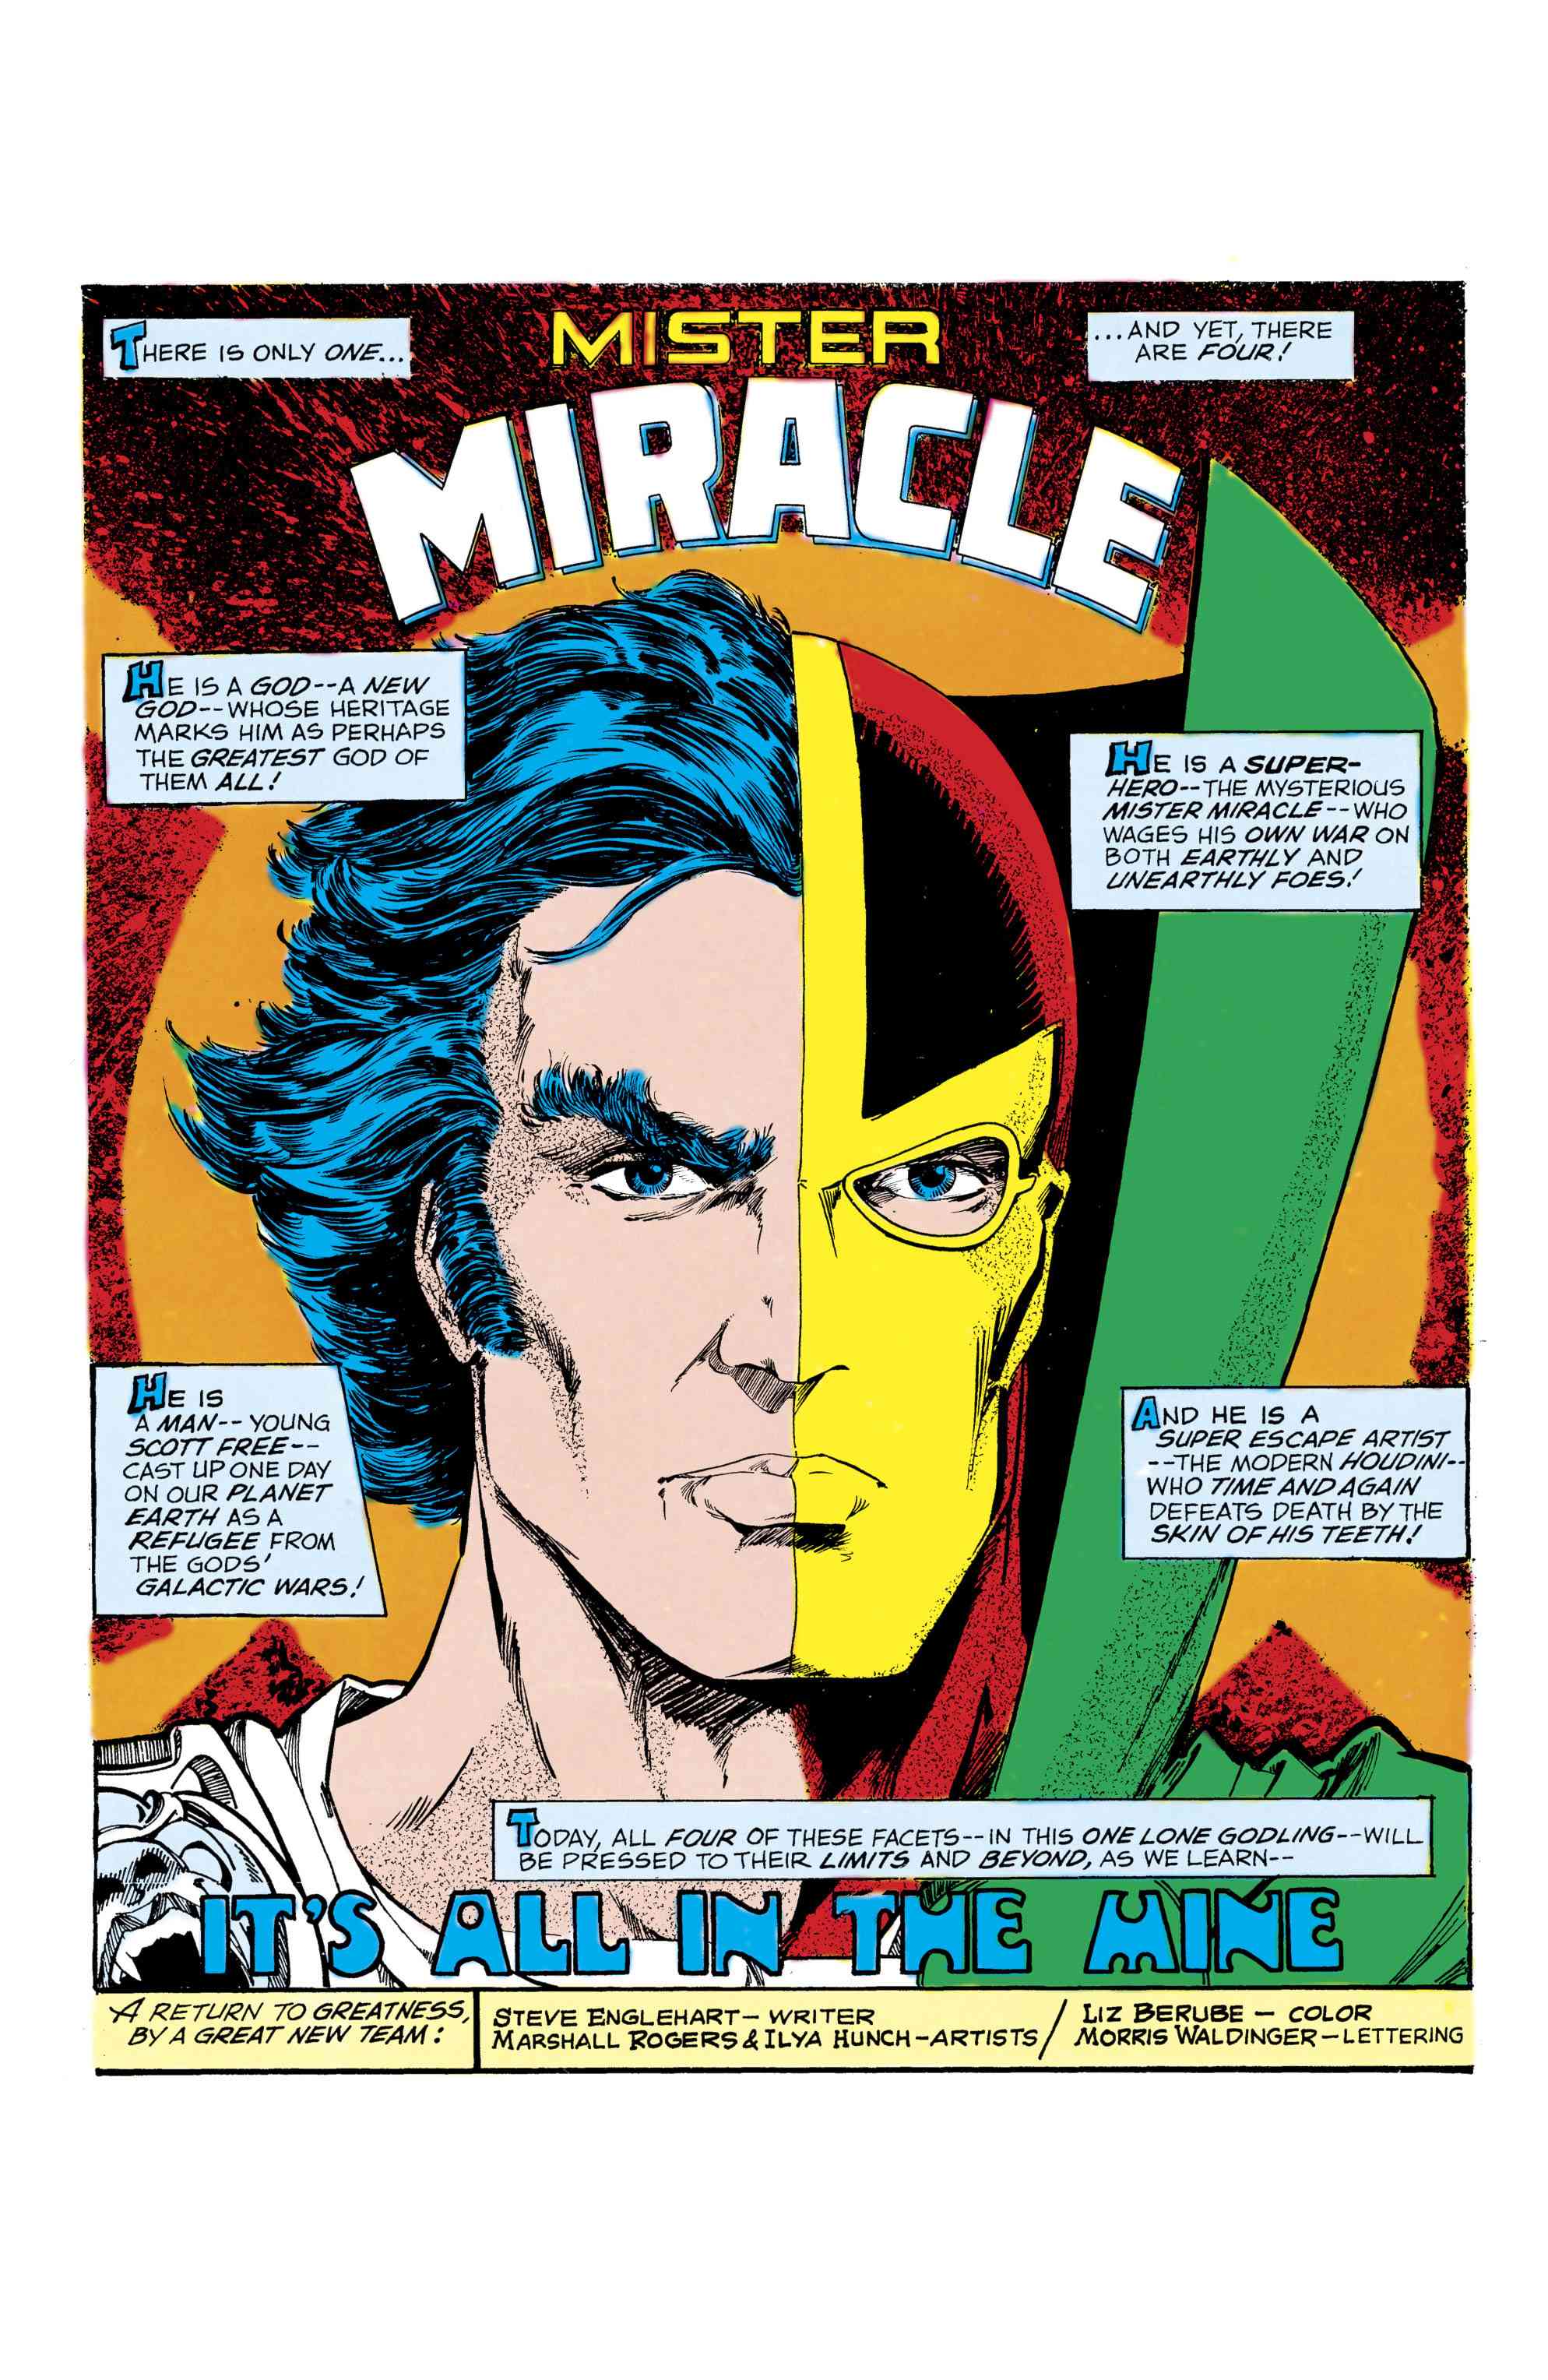 THERE IS ONLY ONE...
MISTER
MIRACLE
...AND YET, THERE
ARE FOUR!
HE IS A GOD--A NEW
GOD--WHOSE HERITAGE
MARKS HIM AS PERHAPS
THE GREATEST GOD OF
THEM ALL!
HE IS A SUPER-
HERO--THE MYSTERIOUS
MISTER MIRACLE--WHO
WAGES HIS OWN WAR ON
BOTH EARTHLY AND
UNEARTHLY FOES!
HE IS
A MAN--YOUNG
SCOTT FREE--
CAST UP ONE DAY
ON OUR PLANET
EARTH AS A
REFUGEE FROM
THE GODS'
GALACTIC WARS!
AND HE IS A
SUPER ESCAPE ARTIST
--THE MODERN HOUDINI--
WHO TIME AND AGAIN
DEFEATS DEATH BY THE
SKIN OF HIS TEETH!
TODAY, ALL FOUR OF THESE FACETS--IN THIS ONE LONE GODLING--WILL
BE PRESSED TO THEIR LIMITS AND BEYOND, AS WE LEARN--
IT'S ALL IN THE MINE
A RETURN TO GREATNESS,
BY A GREAT NEW TEAM:
STEVE ENGLEHART—WRITER
MARSHALL ROGERS & ILYA HUNCH—ARTISTS
LIZ BERUBE — COLOR
MORRIS WALDINGER—LETTERING